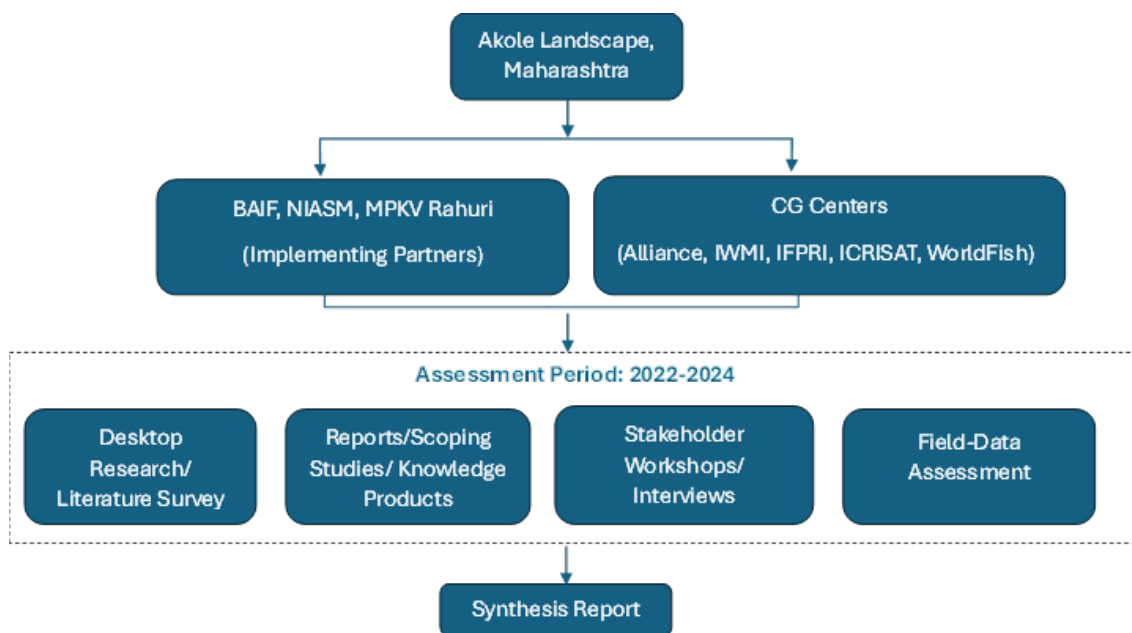 Akole Landscape,
Maharashtra
BAIF, NIASM, MPKV Rahuri
(Implementing Partners)
CG Centers
(Alliance, IWMI, IFPRI, ICRISAT, WorldFish)
Assessment Period: 2022-2024
Desktop
Research/
Literature Survey
Reports/Scoping
Studies/ Knowledge
Products
Stakeholder
Workshops/
Interviews
Field-Data
Assessment
Synthesis Report